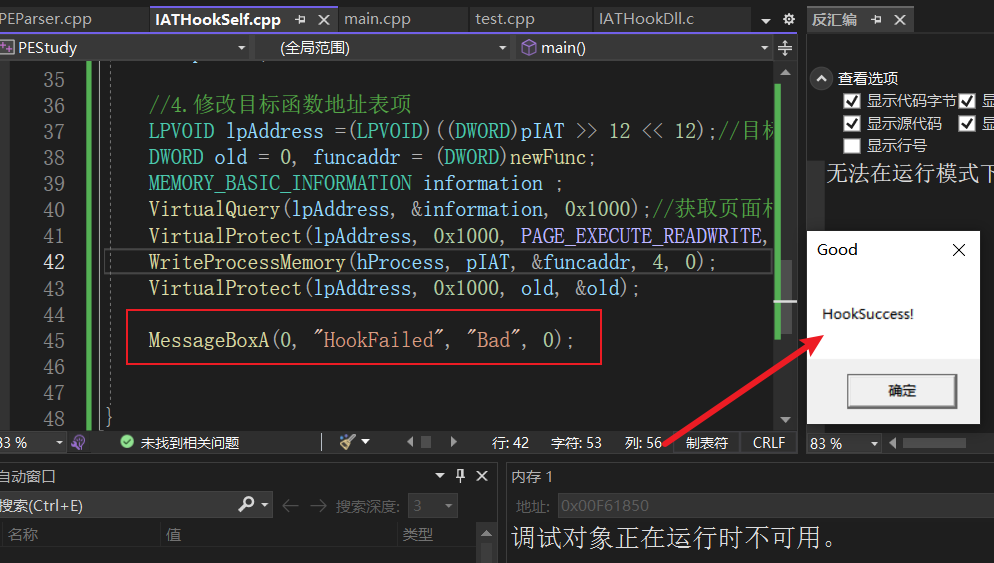 PEParser.cpp IATHookSelf.cpp main.cpp test.cpp IATHookDll.c 反汇编
PEStudy (全局范围) main()
查看选项
35
显示代码字节
36 //4.修改目标函数地址表项
37 LPVOID lpAddress =(LPVOID)((DWORD)pIAT >> 12 << 12);//目标
显示源代码
38 DWORD old = 0, funcaddr = (DWORD)newFunc;
显示行号
39 MEMORY_BASIC_INFORMATION information ;
无法在运行模式下
40 VirtualQuery(lpAddress, &information, 0x1000);//获取页面
41 VirtualProtect(lpAddress, 0x1000, PAGE_EXECUTE_READWRITE,
42 WriteProcessMemory(hProcess, pIAT, &funcaddr, 4, 0);
43 VirtualProtect(lpAddress, 0x1000, old, &old);
44
45 MessageBoxA(0, "HookFailed", "Bad", 0);
46
47
48 }
Good
HookSuccess!
确定
83 % 未找到相关问题 行: 42 字符: 53 列: 56 制表符 CRLF
83 %
自动窗口
搜索(Ctrl+E) 搜索深度: 3
名称 值 类型
内存 1
地址: 0x00F61850
调试对象正在运行时不可用。